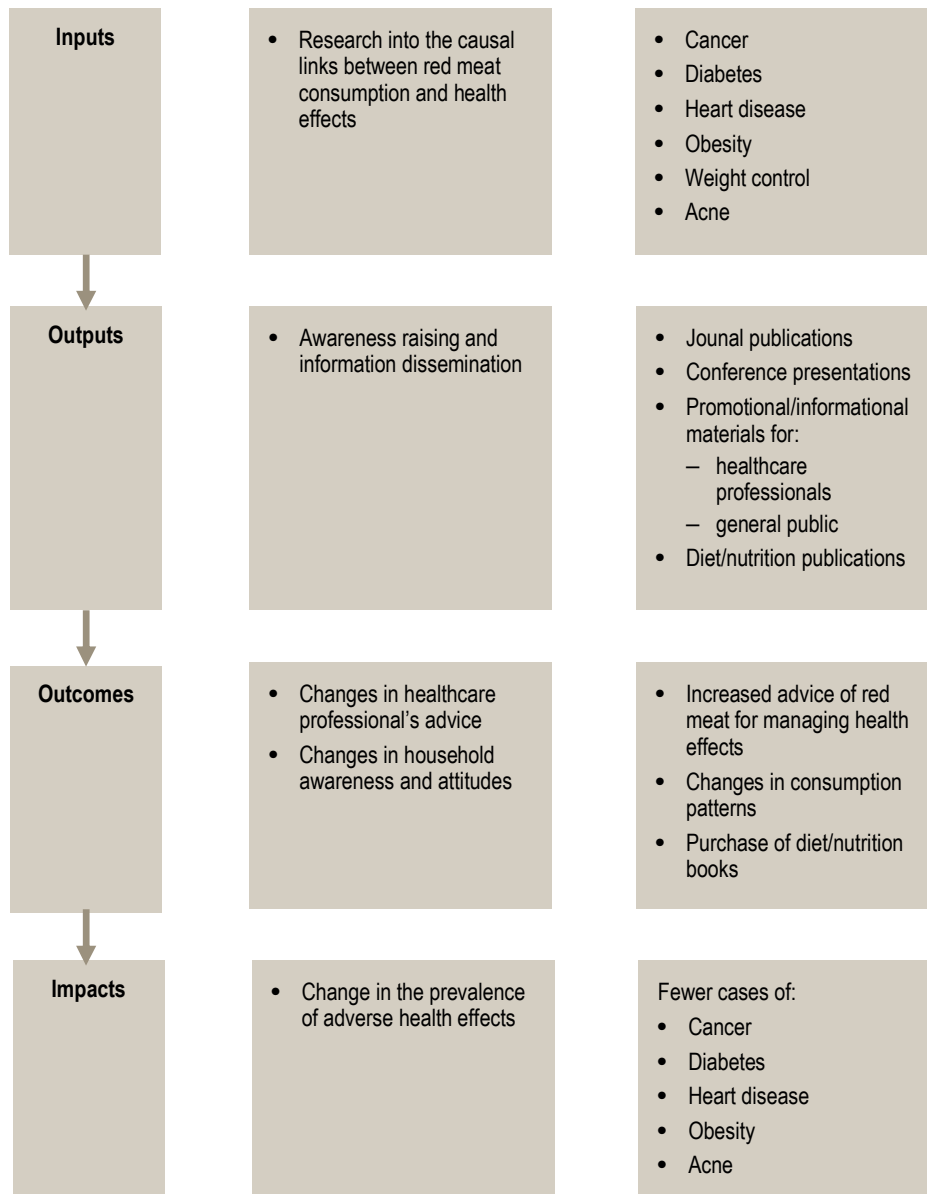 Inputs
• Research into the causal
links between red meat
consumption and health
effects
• Cancer
• Diabetes
• Heart disease
• Obesity
• Weight control
• Acne
Outputs
• Awareness raising and
information dissemination
• Jounal publications
• Conference presentations
• Promotional/informational
materials for:
– healthcare
professionals
– general public
• Diet/nutrition publications
Outcomes
• Changes in healthcare
professional’s advice
• Changes in household
awareness and attitudes
• Increased advice of red
meat for managing health
effects
• Changes in consumption
patterns
• Purchase of diet/nutrition
books
Impacts
• Change in the prevalence
of adverse health effects
Fewer cases of:
• Cancer
• Diabetes
• Heart disease
• Obesity
• Acne